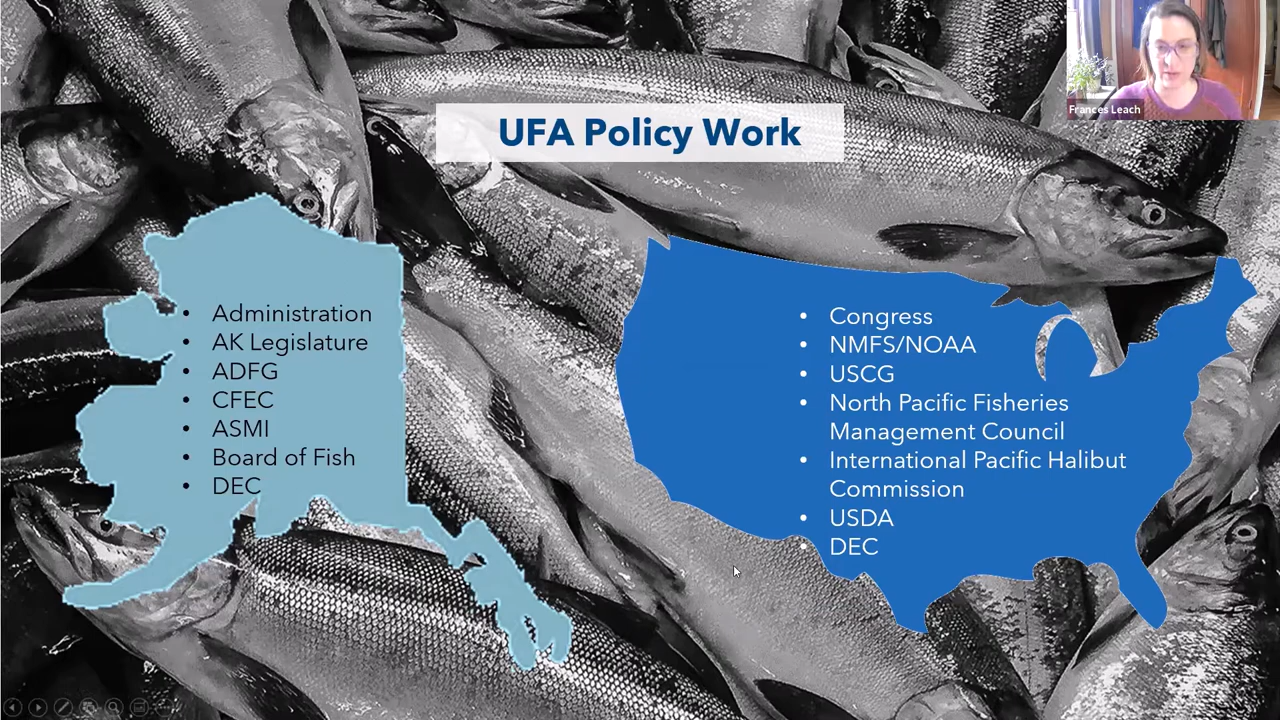 Frances Leach
UFA Policy Work
• Administration
• AK Legislature
• ADFG
• CFEC
• ASMI
• Board of Fish
• DEC
• Congress
• NMFS/NOAA
• USCG
• North Pacific Fisheries
Management Council
• International Pacific Halibut
Commission
• USDA
• DEC